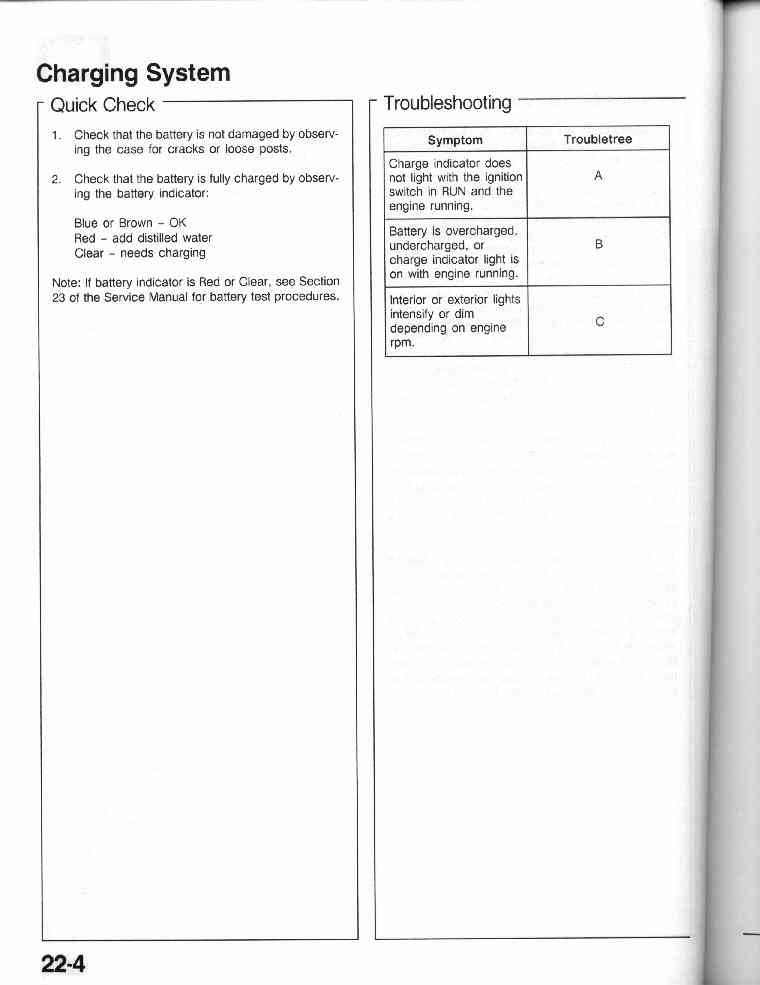 Charging System
Quick Check
1. Check that the battery is not damaged by observ-
ing the case for cracks or loose posts.
2. Check that the battery is fully charged by observ-
ing the battery indicator:
Blue or Brown – OK
Red – add distilled water
Clear – needs charging
Note: If battery indicator is Red or Clear, see Section
23 of the Service Manual for battery test procedures.
Troubleshooting
Symptom Troubletree
Charge indicator does
not light with the ignition
switch in RUN and the
engine running.
A
Battery is overcharged,
undercharged, or
charge indicator light is
on with engine running.
B
Interior or exterior lights
intensify or dim
depending on engine
rpm.
C
22-4